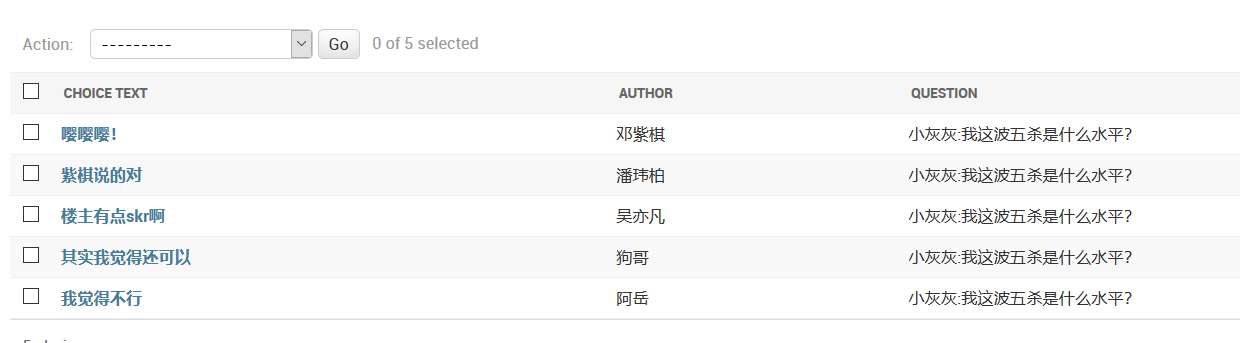 Action: --------- Go 0 of 5 selected
CHOICE TEXT AUTHOR QUESTION
嘤嘤嘤！ 邓紫棋 小灰灰:我这波五杀是什么水平？
紫棋说的对 潘玮柏 小灰灰:我这波五杀是什么水平？
楼主有点skr啊 吴亦凡 小灰灰:我这波五杀是什么水平？
其实我觉得还可以 狗哥 小灰灰:我这波五杀是什么水平？
我觉得不行 阿岳 小灰灰:我这波五杀是什么水平？